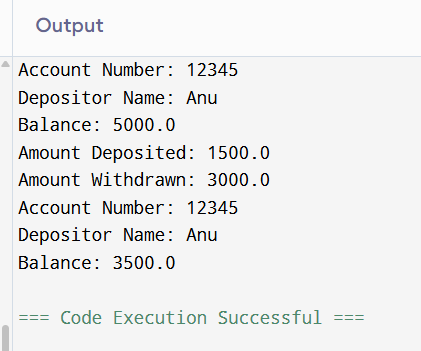 Output
Account Number: 12345
Depositor Name: Anu
Balance: 5000.0
Amount Deposited: 1500.0
Amount Withdrawn: 3000.0
Account Number: 12345
Depositor Name: Anu
Balance: 3500.0
=== Code Execution Successful ===